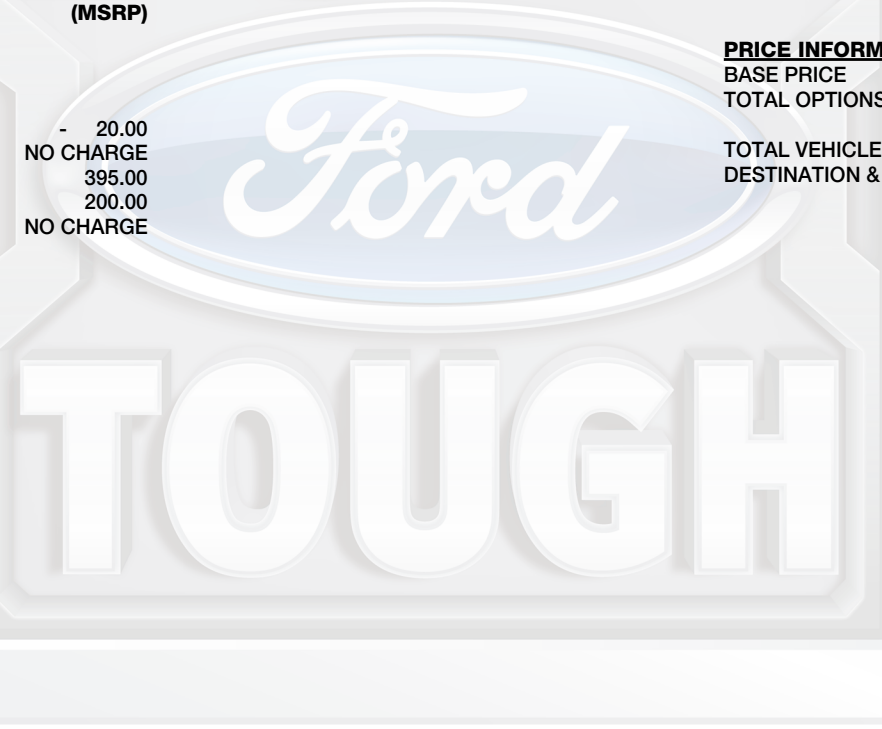 (MSRP)
- 20.00
NO CHARGE
395.00
200.00
NO CHARGE
PRICE INFORM
BASE PRICE
TOTAL OPTIONS
TOTAL VEHICLE
DESTINATION &
Ford
TOUGH